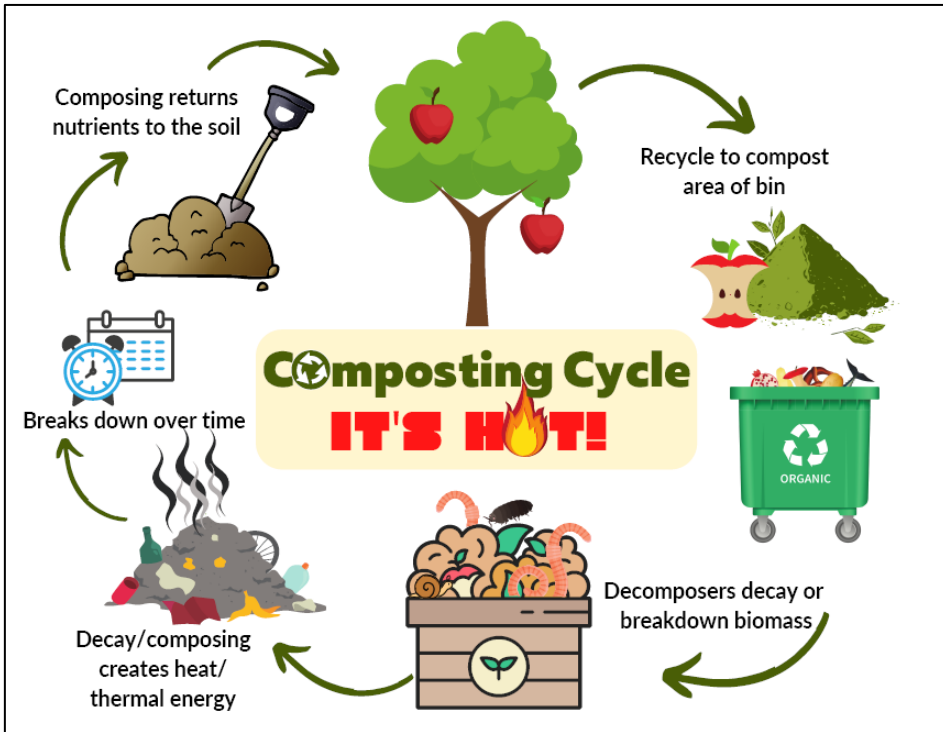 Composing returns
nutrients to the soil
Recycle to compost
area of bin
Composting Cycle
IT'S HOT!
ORGANIC
Breaks down over time
Decomposers decay or
breakdown biomass
Decay/composing
creates heat/
thermal energy